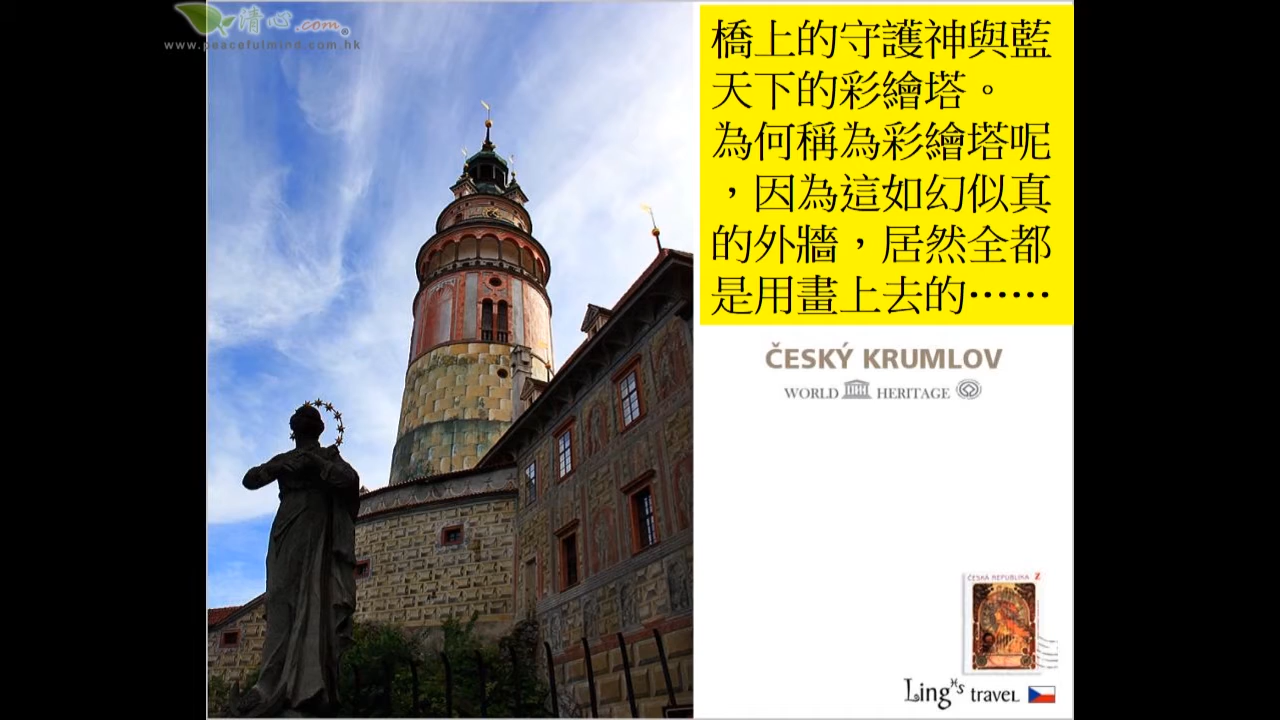 清心.com
www.peacefulmind.com.hk
橋上的守護神與藍
天下的彩繪塔。
為何稱為彩繪塔呢
，因為這如幻似真
的外牆，居然全都
是用畫上去的……
ČESKÝ KRUMLOV
WORLD HERITAGE
ČESKÁ REPUBLIKA Z
Ling's travel